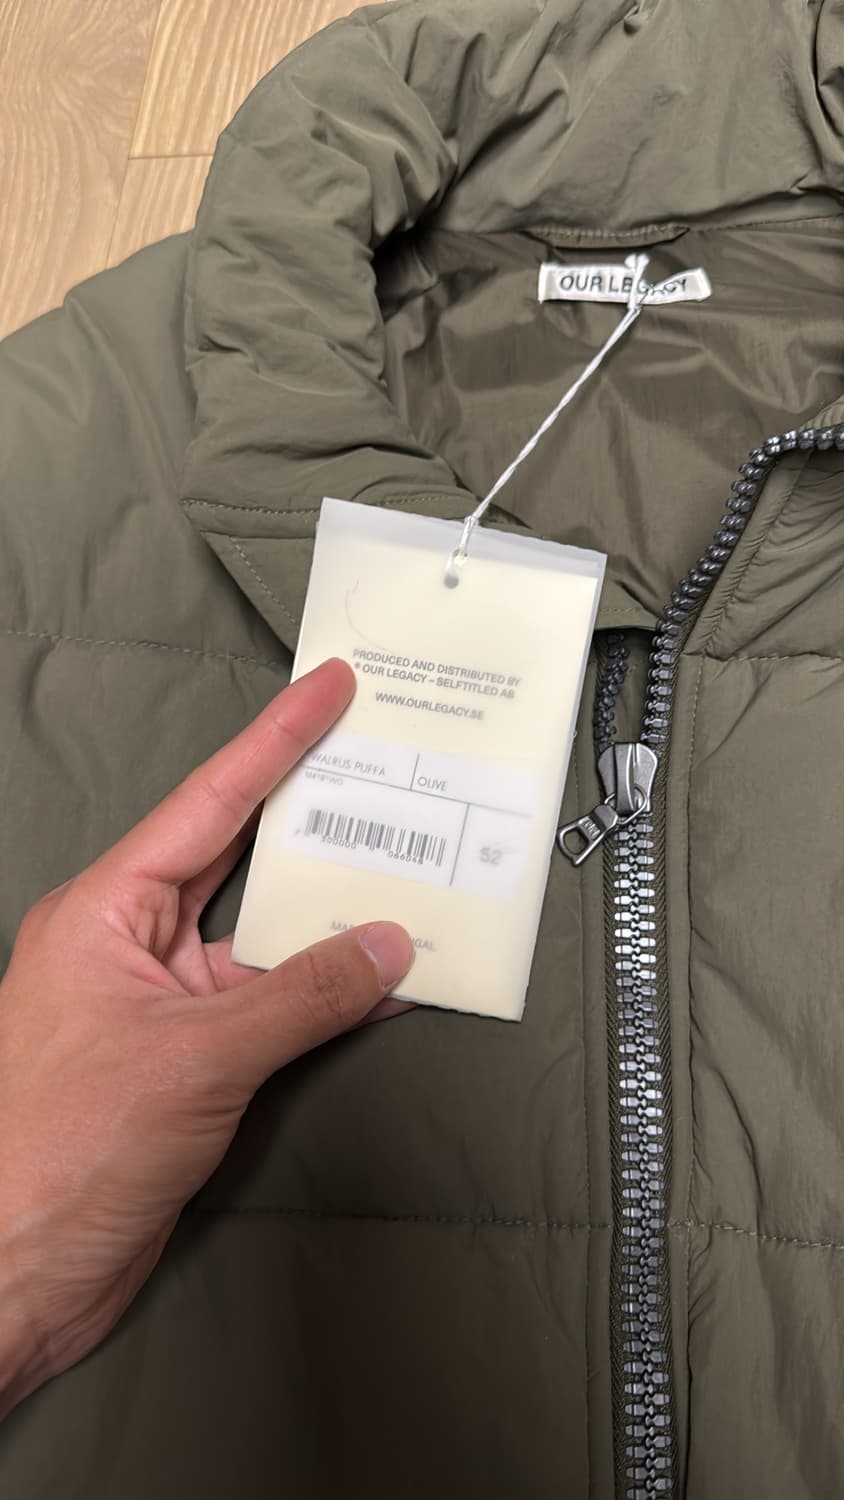 OUR LEGACY
PRODUCED AND DISTRIBUTED BY
® OUR LEGACY – SELFTITLED AB
WWW.OURLEGACY.SE
WALRUS PUFFA
OLIVE
52